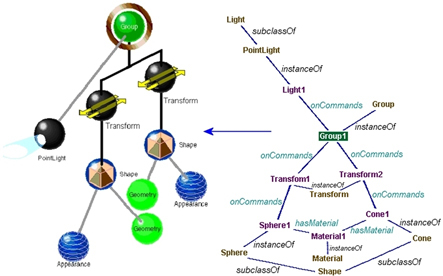 Group
Transform
Transform
PointLight
Shape
Shape
Geometry
Geometry
Appearance
Appearance
Light
subclassOf
PointLight
instanceOf
Light1
onCommands
Group
Group1
instanceOf
onCommands
onCommands
Transfom1
Transform2
instanceOf
Transform
onCommands
onCommands
Sphere1
hasMaterial
Cone1
Material1
hasMaterial
instanceOf
instanceOf
instanceOf
Sphere
Material
Cone
subclassOf
Shape
subclassOf